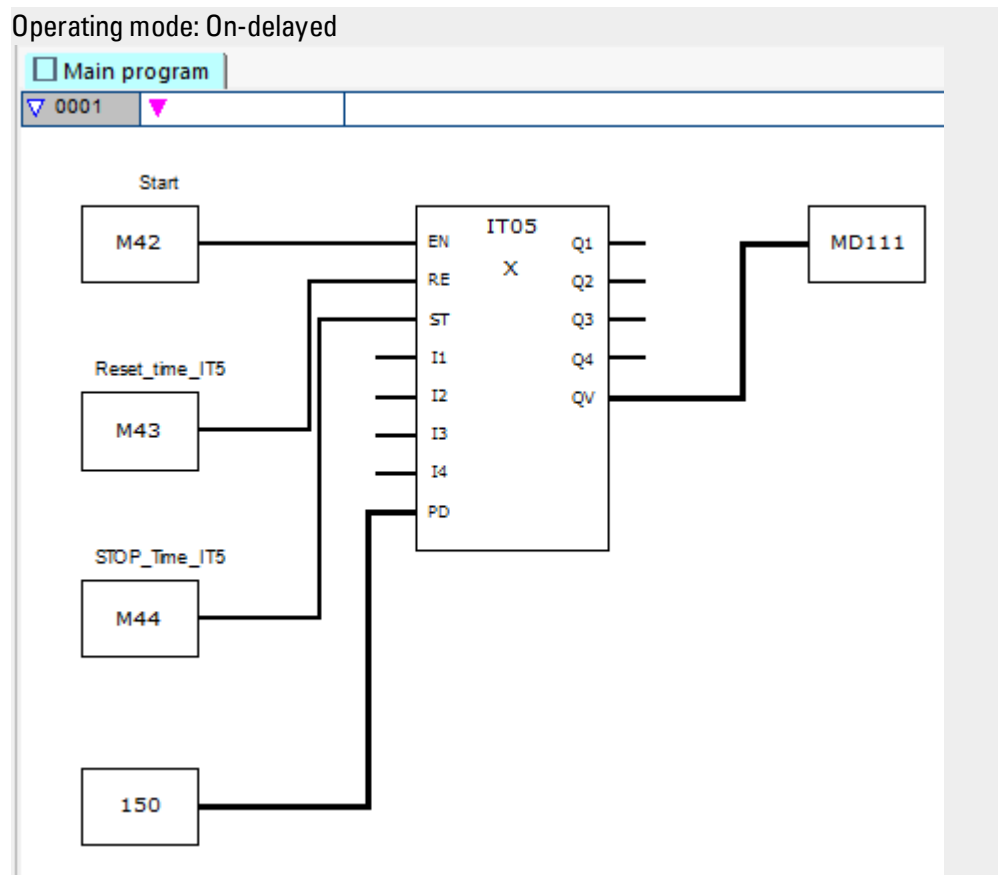 Operating mode: On-delayed
Main program
0001
Start
M42
Reset_time_IT5
M43
STOP_Time_IT5
M44
150
IT05
X
EN
RE
ST
I1
I2
I3
I4
PD
Q1
Q2
Q3
Q4
QV
MD111